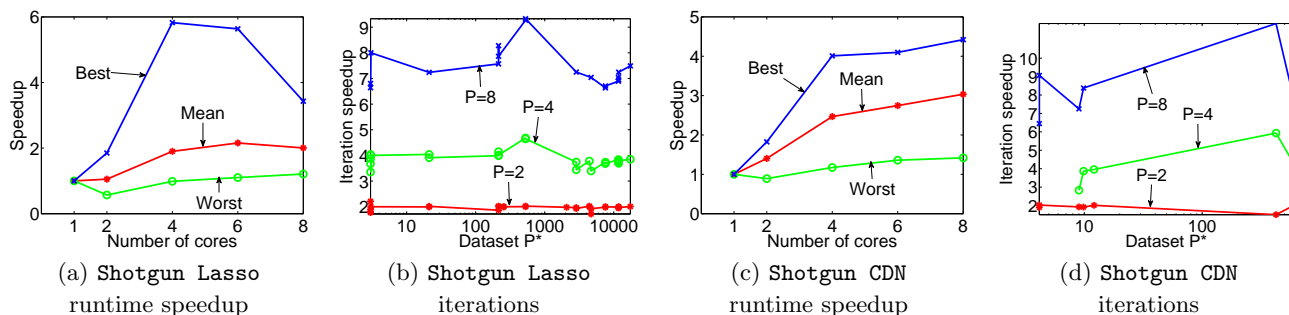 6
4
2
0
Speedup
1 2 4 6 8
Number of cores
Best
Mean
Worst
9
8
7
6
5
4
3
2
Iteration speedup
10 100 1000 10000
Dataset P*
P=8
P=4
P=2
5
4
3
2
1
0
Speedup
1 2 4 6 8
Number of cores
Best
Mean
Worst
10
9
8
7
6
5
4
3
2
Iteration speedup
10 100
Dataset P*
P=8
P=4
P=2
(a) Shotgun Lasso
runtime speedup
(b) Shotgun Lasso
iterations
(c) Shotgun CDN
runtime speedup
(d) Shotgun CDN
iterations